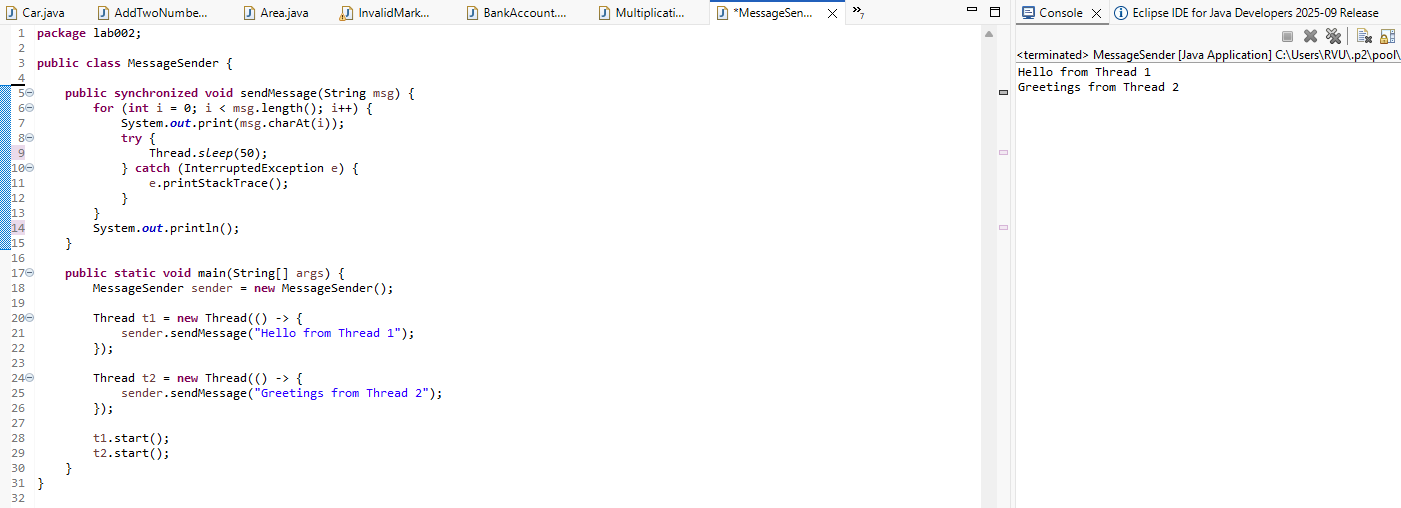 Car.java AddTwoNumbe... Area.java InvalidMark... BankAccount.... Multiplicati... *MessageSen... »7
1 package lab002;
2
3 public class MessageSender {
4
5 public synchronized void sendMessage(String msg) {
6 for (int i = 0; i < msg.length(); i++) {
7 System.out.print(msg.charAt(i));
8 try {
9 Thread.sleep(50);
10 } catch (InterruptedException e) {
11 e.printStackTrace();
12 }
13 }
14 System.out.println();
15 }
16
17 public static void main(String[] args) {
18 MessageSender sender = new MessageSender();
19
20 Thread t1 = new Thread(() -> {
21 sender.sendMessage("Hello from Thread 1");
22 });
23
24 Thread t2 = new Thread(() -> {
25 sender.sendMessage("Greetings from Thread 2");
26 });
27
28 t1.start();
29 t2.start();
30 }
31 }
32
Console Eclipse IDE for Java Developers 2025-09 Release
<terminated> MessageSender [Java Application] C:\Users\RVU\.p2\pool\
Hello from Thread 1
Greetings from Thread 2